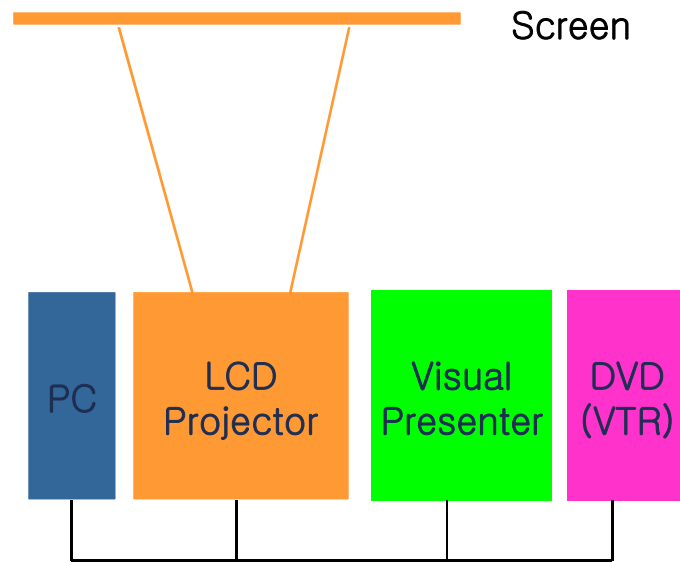 Screen
PC
LCD
Projector
Visual
Presenter
DVD
(VTR)